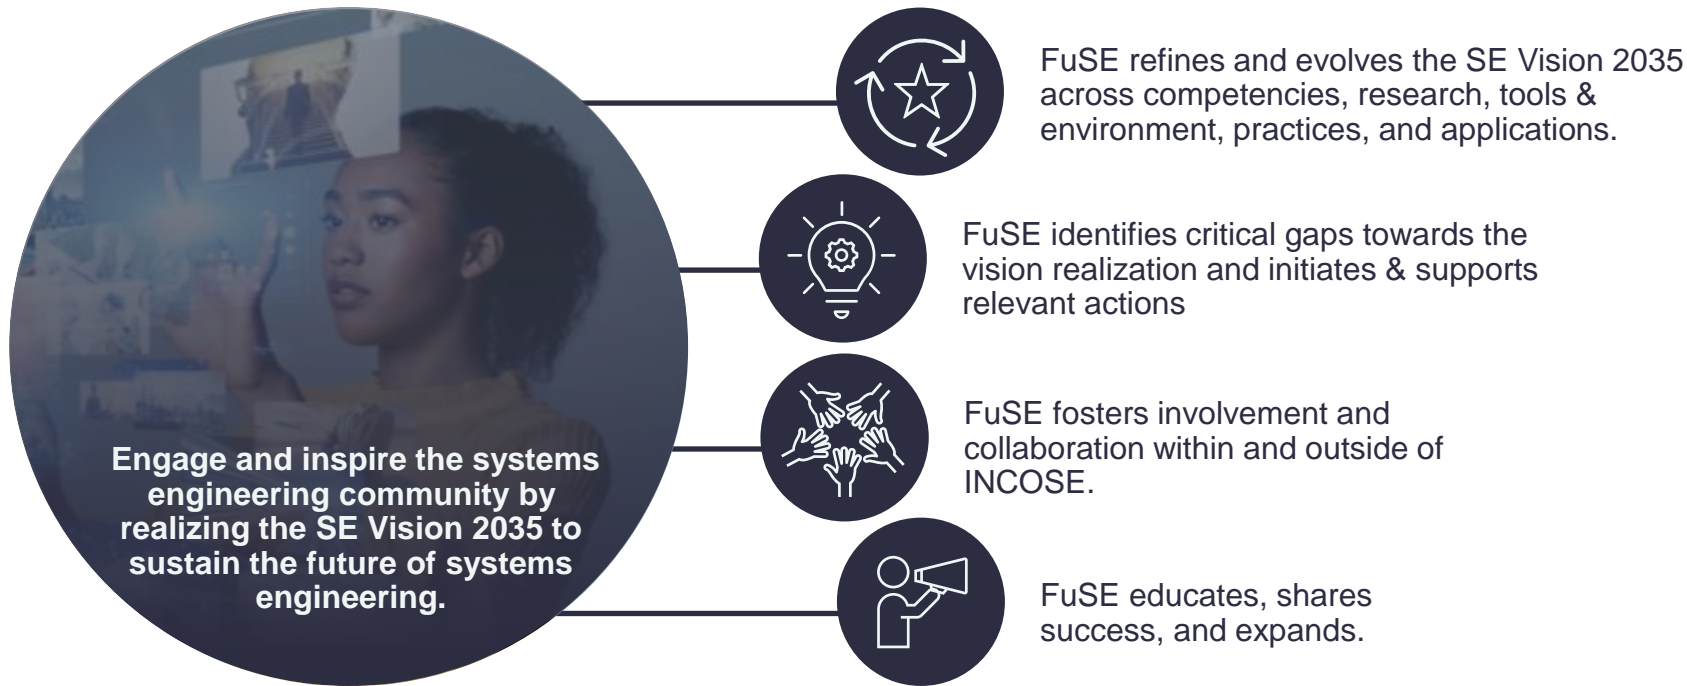 Engage and inspire the systems
engineering community by
realizing the SE Vision 2035 to
sustain the future of systems
engineering.
FuSE refines and evolves the SE Vision 2035
across competencies, research, tools &
environment, practices, and applications.
FuSE identifies critical gaps towards the
vision realization and initiates & supports
relevant actions
FuSE fosters involvement and
collaboration within and outside of
INCOSE.
FuSE educates, shares
success, and expands.